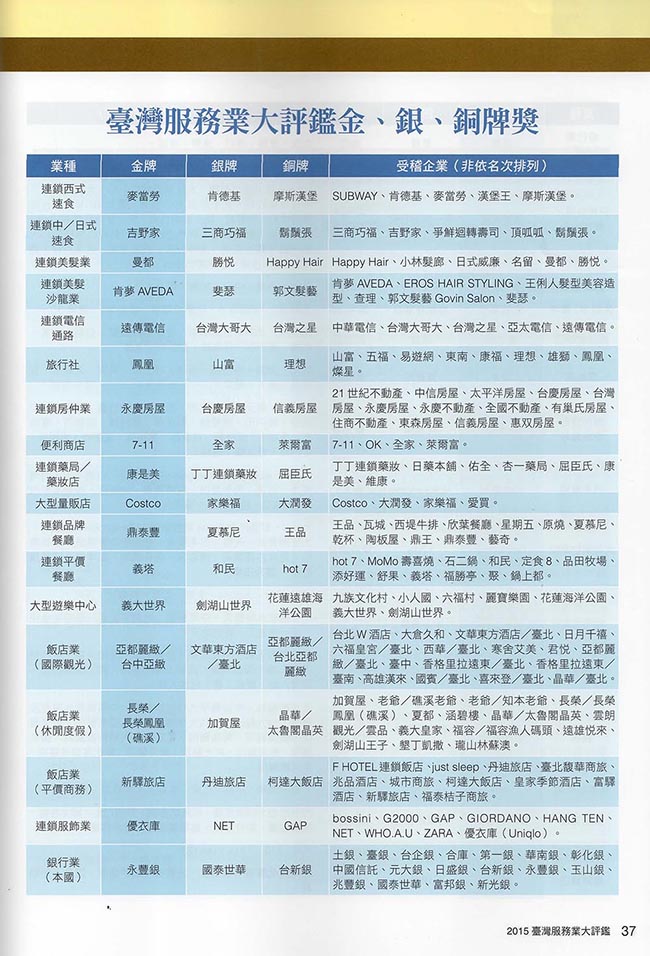 臺灣服務業大評鑑金、銀、銅牌獎
業種 金牌 銀牌 銅牌 受稽企業（非依名次排列）
連鎖西式
速食 麥當勞 肯德基 摩斯漢堡 SUBWAY、肯德基、麥當勞、漢堡王、摩斯漢堡。
連鎖中／日式
速食 吉野家 三商巧福 鬍鬚張 三商巧福、吉野家、爭鮮迴轉壽司、頂呱呱、鬍鬚張。
連鎖美髮業 曼都 勝悅 Happy Hair Happy Hair、小林髮廊、日式威廉、名留、曼都、勝悅。
連鎖美髮
沙龍業 肯夢 AVEDA 斐瑟 郭文髮藝 肯夢 AVEDA、EROS HAIR STYLING、王俐人髮型美容造
型、查理、郭文髮藝 Govin Salon、斐瑟。
連鎖電信
通路 遠傳電信 台灣大哥大 台灣之星 中華電信、台灣大哥大、台灣之星、亞太電信、遠傳電信。
旅行社 鳳凰 山富 理想 山富、五福、易遊網、東南、康福、理想、雄獅、鳳凰、
燦星。
連鎖房仲業 永慶房屋 台慶房屋 信義房屋 21 世紀不動產、中信房屋、太平洋房屋、台慶房屋、台灣
房屋、永慶房屋、永慶不動產、全國不動產、有巢氏房屋、
住商不動產、東森房屋、信義房屋、惠双房屋。
便利商店 7-11 全家 萊爾富 7-11、OK、全家、萊爾富。
連鎖藥局／
藥妝店 康是美 丁丁連鎖藥妝 屈臣氏 丁丁連鎖藥妝、日藥本舖、佑全、杏一藥局、屈臣氏、康
是美、維康。
大型量販店 Costco 家樂福 大潤發 Costco、大潤發、家樂福、愛買。
連鎖品牌
餐廳 鼎泰豐 夏慕尼 王品 王品、瓦城、西堤牛排、欣葉餐廳、星期五、原燒、夏慕尼、
乾杯、陶板屋、鼎王、鼎泰豐、藝奇。
連鎖平價
餐廳 義塔 和民 hot 7 hot 7、MoMo 壽喜燒、石二鍋、和民、定食 8、品田牧場、
添好運、舒果、義塔、福勝亭、聚、鍋上都。
大型遊樂中心 義大世界 劍湖山世界 花蓮遠雄海
洋公園 九族文化村、小人國、六福村、麗寶樂園、花蓮海洋公園、
義大世界、劍湖山世界。
飯店業
（國際觀光） 亞都麗緻／
台中亞緻 文華東方酒店
／臺北 亞都麗緻／
台北亞都
麗緻 台北 W 酒店、大倉久和、文華東方酒店／臺北、日月千禧、
六福皇宮／臺北、西華／臺北、寒舍艾美、君悅、亞都麗
緻／臺北、臺中、香格里拉遠東／臺北、香格里拉遠東／
臺南、高雄漢來、國賓／臺北、喜來登／臺北、晶華／臺北。
飯店業
（休閒度假） 長榮／
長榮鳳凰
（礁溪） 加賀屋 晶華／
太魯閣晶英 加賀屋、老爺／礁溪老爺、老爺／知本老爺、長榮／長榮
鳳凰（礁溪）、夏都、涵碧樓、晶華／太魯閣晶英、雲朗
觀光／雲品、義大皇家、福容／福容漁人碼頭、遠雄悅來、
劍湖山王子、墾丁凱撒、瓏山林蘇澳。
飯店業
（平價商務） 新驛旅店 丹迪旅店 柯達大飯店 F HOTEL 連鎖飯店、just sleep、丹迪旅店、臺北馥華商旅、
兆品酒店、城市商旅、柯達大飯店、皇家季節酒店、富驛
酒店、新驛旅店、福泰桔子商旅。
連鎖服飾業 優衣庫 NET GAP bossini、G2000、GAP、GIORDANO、HANG TEN、
NET、WHO.A.U、ZARA、優衣庫（Uniqlo）。
銀行業
（本國） 永豐銀 國泰世華 台新銀 土銀、臺銀、台企銀、合庫、第一銀、華南銀、彰化銀、
中國信託、元大銀、日盛銀、台新銀、永豐銀、玉山銀、
兆豐銀、國泰世華、富邦銀、新光銀。
2015 臺灣服務業大評鑑 37